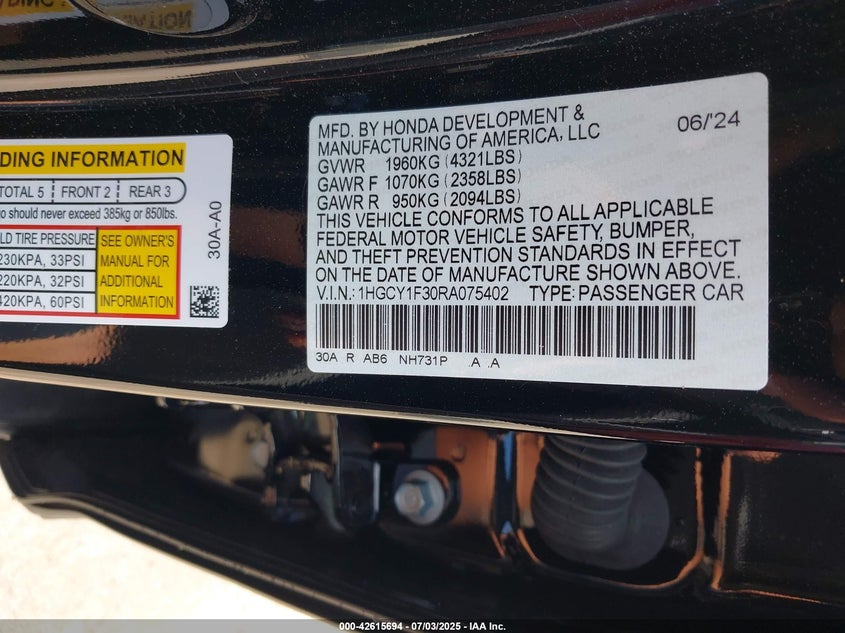 DING INFORMATION
TOTAL 5 FRONT 2 REAR 3
o should never exceed 385kg or 850lbs.
LD TIRE PRESSURE
230KPA, 33PSI
220KPA, 32PSI
420KPA, 60PSI
SEE OWNER'S
MANUAL FOR
ADDITIONAL
INFORMATION
30A-A0
MFD. BY HONDA DEVELOPMENT &
MANUFACTURING OF AMERICA, LLC
06/'24
GVWR 1960KG (4321LBS)
GAWR F 1070KG (2358LBS)
GAWR R 950KG (2094LBS)
THIS VEHICLE CONFORMS TO ALL APPLICABLE
FEDERAL MOTOR VEHICLE SAFETY, BUMPER,
AND THEFT PREVENTION STANDARDS IN EFFECT
ON THE DATE OF MANUFACTURE SHOWN ABOVE.
V.I.N.: 1HGCY1F30RA075402 TYPE: PASSENGER CAR
30A R AB6 NH731P .A .A
000-42615694 - 07/03/2025 - IAA Inc.